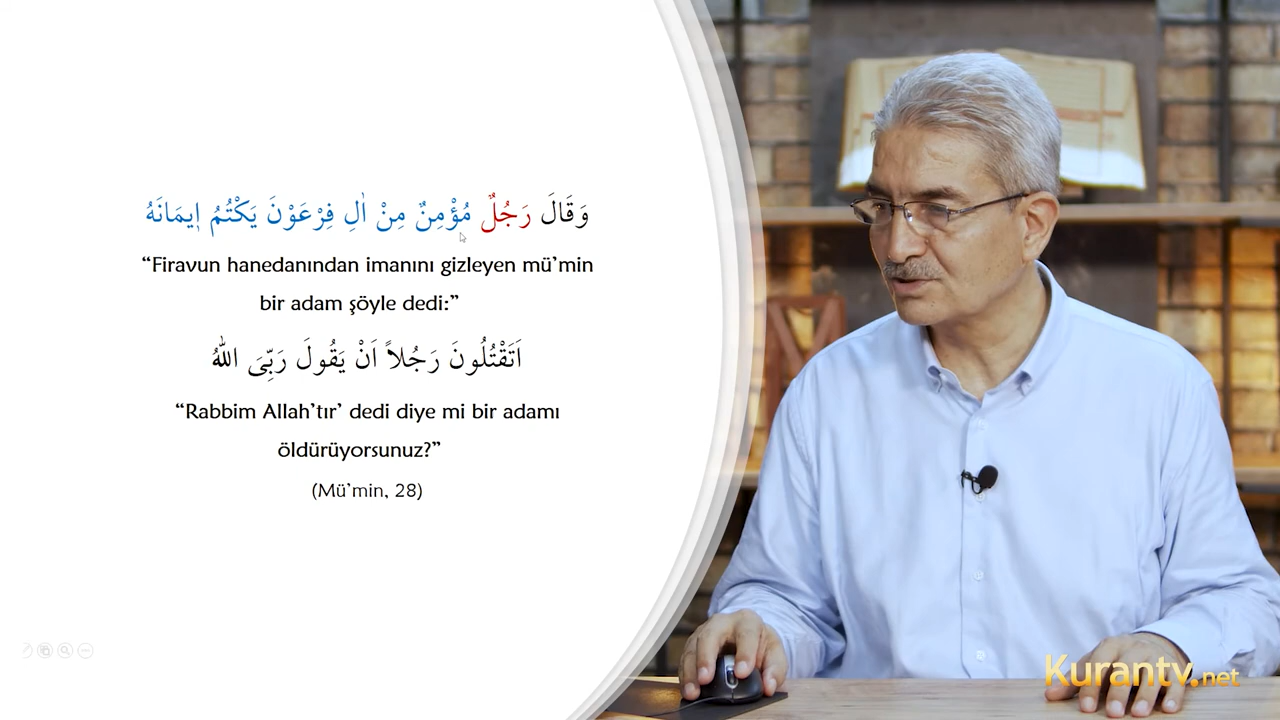 وَقَالَ رَجُلٌ مُؤْمِنٌ مِنْ اٰلِ فِرْعَوْنَ يَكْتُمُ اِيمَانَهُ
“Firavun hanedanından imanını gizleyen mü’min
bir adam şöyle dedi:”
اَتَقْتُلُونَ رَجُلاً اَنْ يَقُولَ رَبِّىَ اللّٰهُ
“Rabbim Allah’tır’ dedi diye mi bir adamı
öldürüyorsunuz?”
(Mü’min, 28)
Kurantv.net